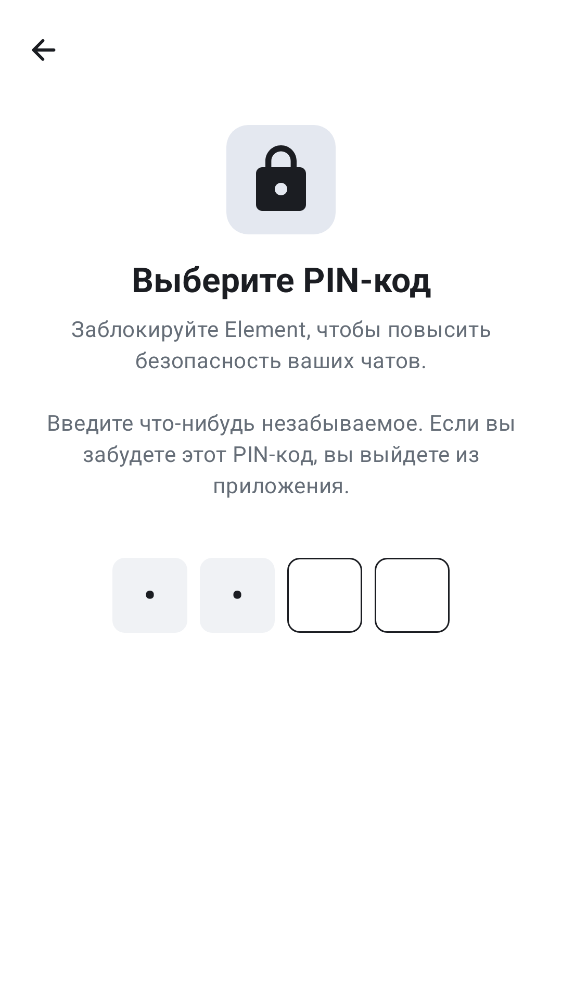 Выберите PIN-код
Заблокируйте Element, чтобы повысить
безопасность ваших чатов.
Введите что-нибудь незабываемое. Если вы
забудете этот PIN-код, вы выйдете из
приложения.